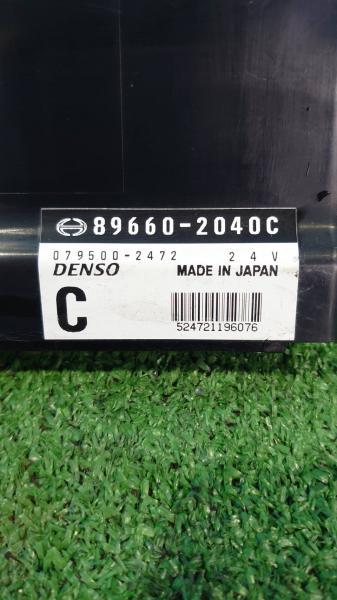 89660-2040C
079500-2472 24V
DENSO MADE IN JAPAN
C
524721196076